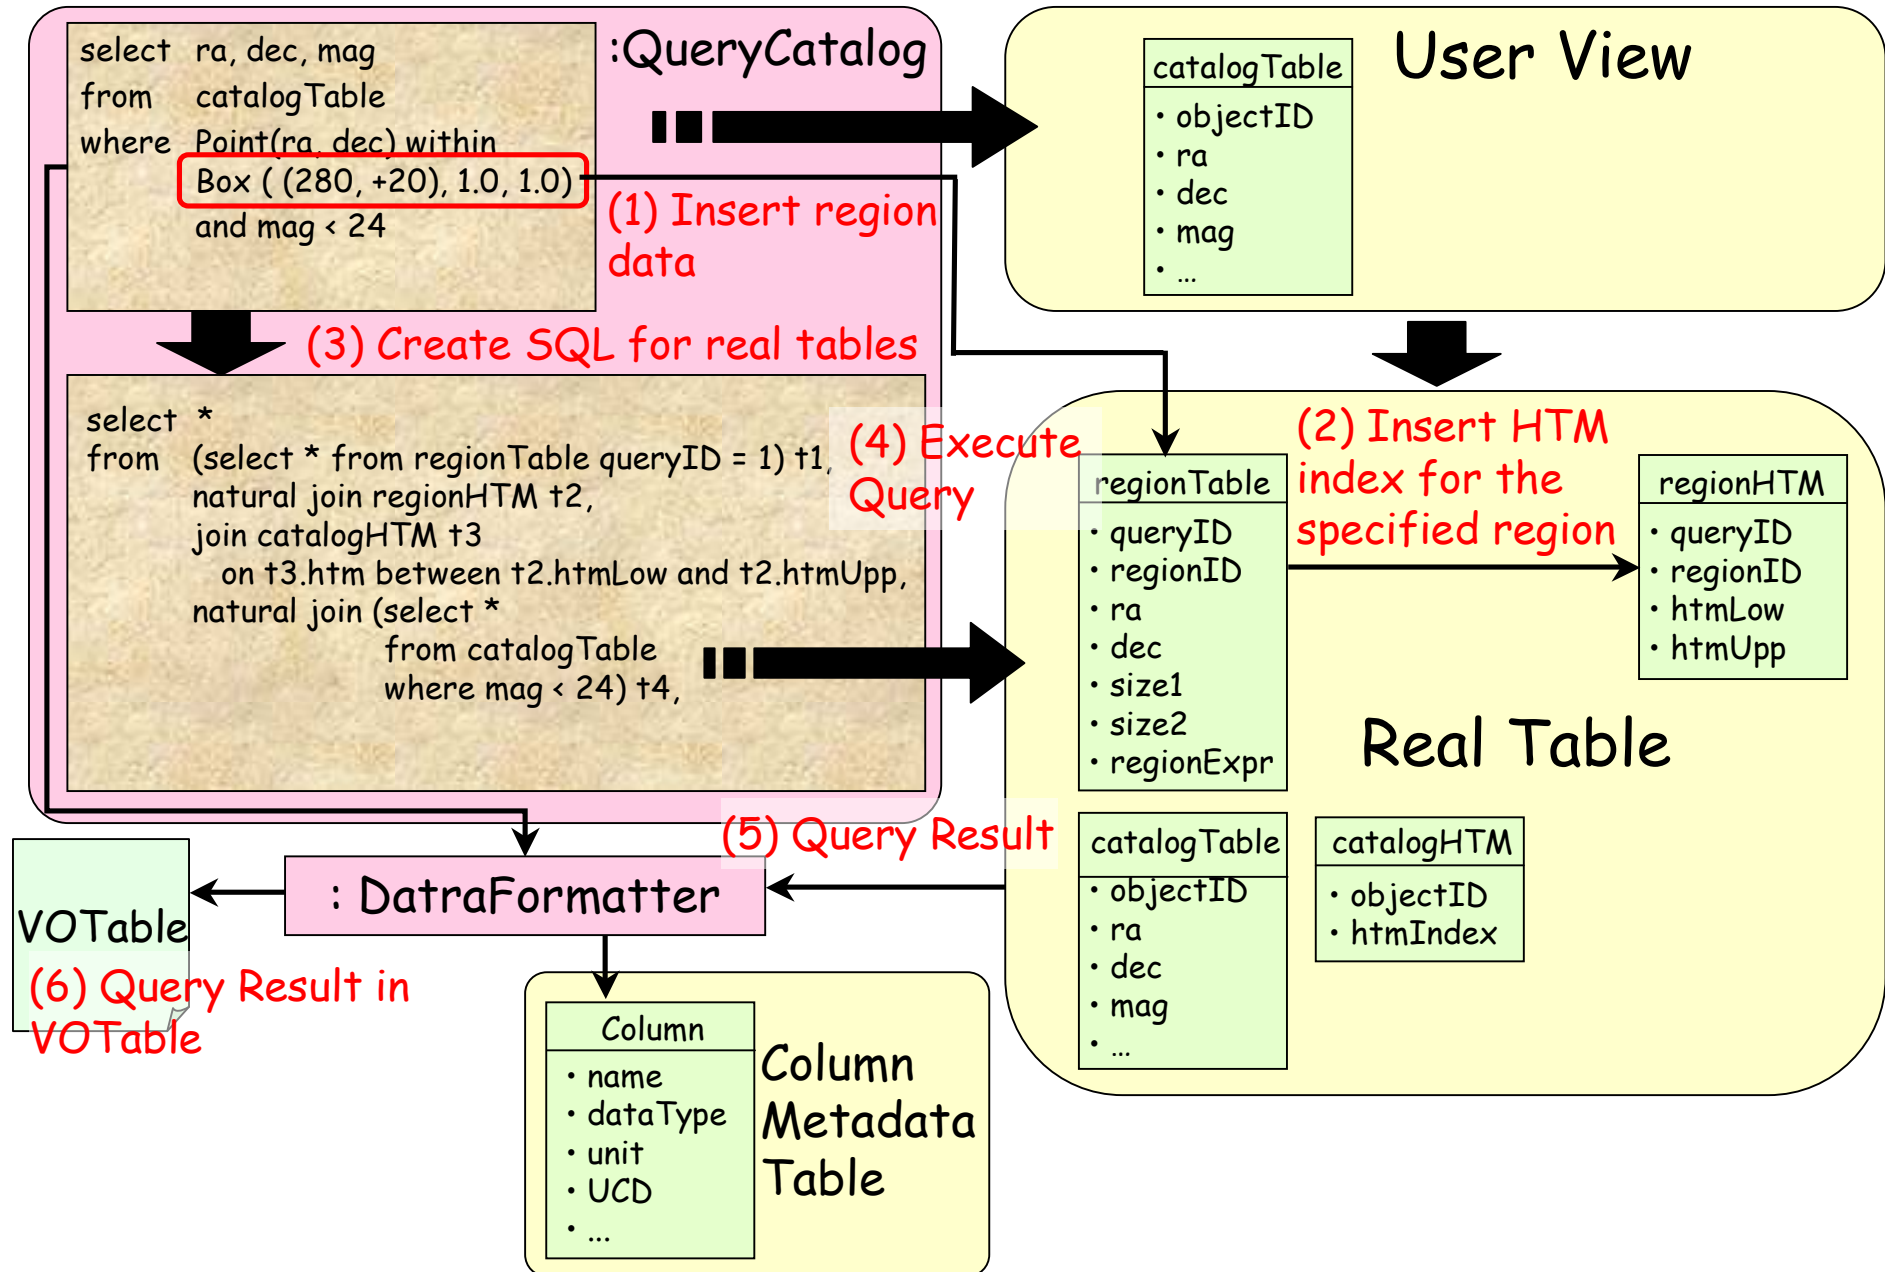 select ra, dec, mag
from catalogTable
where Point(ra, dec) within
Box ( (280, +20), 1.0, 1.0)
and mag < 24
:QueryCatalog
(1) Insert region
data
(3) Create SQL for real tables
select *
from (select * from regionTable queryID = 1) t1,
natural join regionHTM t2,
join catalogHTM t3
on t3.htm between t2.htmLow and t2.htmUpp,
natural join (select *
from catalogTable
where mag < 24) t4,
(4) Execute
Query
User View
catalogTable
・objectID
・ra
・dec
・mag
・...
(2) Insert HTM
index for the
specified region
regionTable
・queryID
・regionID
・ra
・dec
・size1
・size2
・regionExpr
regionHTM
・queryID
・regionID
・htmLow
・htmUpp
Real Table
catalogTable
・objectID
・ra
・dec
・mag
・...
catalogHTM
・objectID
・htmIndex
(5) Query Result
: DatraFormatter
VOTable
(6) Query Result in
VOTable
Column
・name
・dataType
・unit
・UCD
・...
Column
Metadata
Table